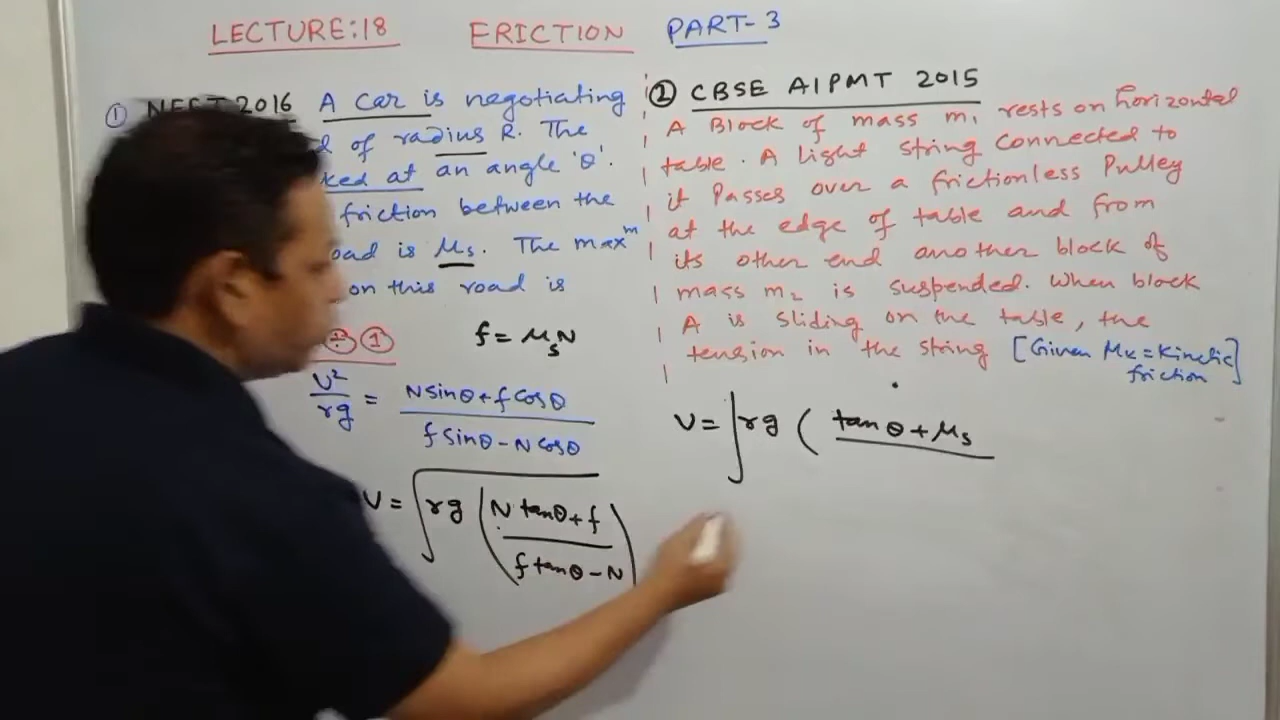 LECTURE:18 FRICTION PART-3
① NEET 2016 A car is negotiating
of radius R. The
at an angle 'θ'.
friction between the
is μs. The maxᵐ
on this road is
÷ ①
f = μsN
v²/rg = (N sinθ + f cosθ)/(f sinθ - N cosθ)
v = √rg ((N tanθ + f)/(f tanθ - N))
② CBSE AIPMT 2015
A Block of mass m₁ rests on horizontal
table. A light string connected to
it Passes over a frictionless Pulley
at the edge of table and from
its other end another block of
mass m₂ is suspended. When block
A is sliding on the table, the
tension in the string [Given μk = Kinetic
friction]
v = √rg ( tanθ + μs